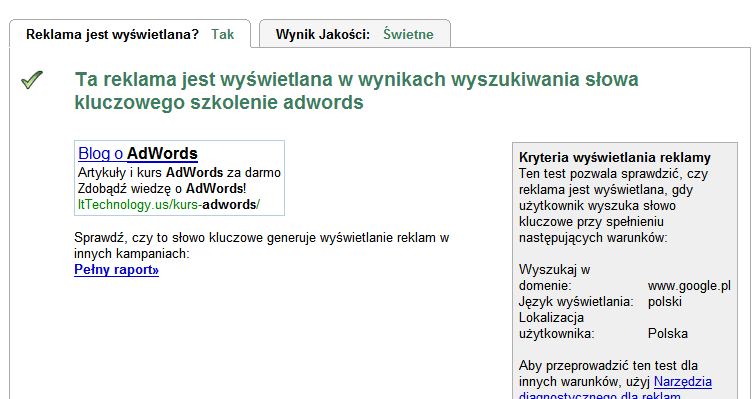 Reklama jest wyświetlana? Tak
Wynik Jakości: Świetne
Ta reklama jest wyświetlana w wynikach wyszukiwania słowa
kluczowego szkolenie adwords
Blog o AdWords
Artykuły i kurs AdWords za darmo
Zdobądź wiedzę o AdWords!
ItTechnology.us/kurs-adwords/
Sprawdź, czy to słowo kluczowe generuje wyświetlanie reklam w
innych kampaniach:
Pełny raport»
Kryteria wyświetlania reklamy
Ten test pozwala sprawdzić, czy
reklama jest wyświetlana, gdy
użytkownik wyszuka słowo
kluczowe przy spełnieniu
następujących warunków:
Wyszukaj w
domenie: www.google.pl
Język wyświetlania: polski
Lokalizacja
użytkownika: Polska
Aby przeprowadzić ten test dla
innych warunków, użyj Narzędzia
diagnostycznego dla reklam